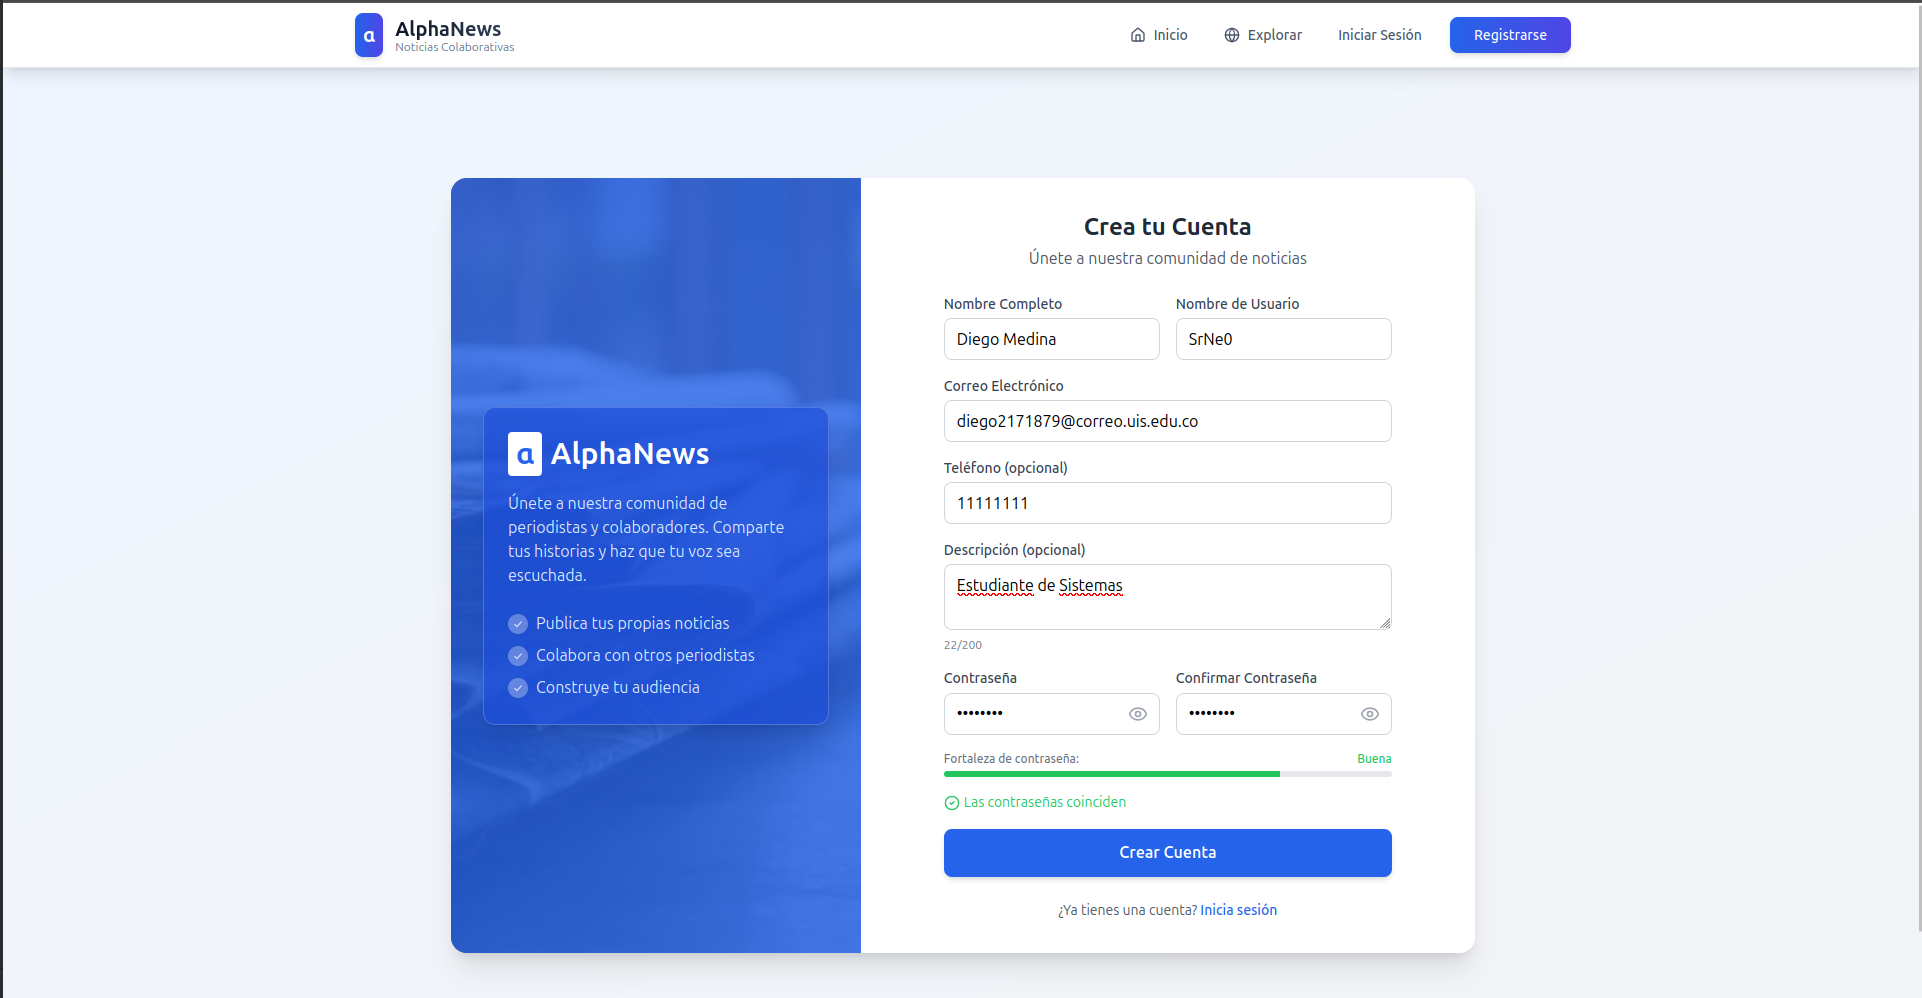 a AlphaNews
Noticias Colaborativas
Inicio
Explorar
Iniciar Sesión
Registrarse
a AlphaNews
Únete a nuestra comunidad de
periodistas y colaboradores. Comparte
tus historias y haz que tu voz sea
escuchada.
Publica tus propias noticias
Colabora con otros periodistas
Construye tu audiencia
Crea tu Cuenta
Únete a nuestra comunidad de noticias
Nombre Completo
Nombre de Usuario
Diego Medina
SrNe0
Correo Electrónico
diego2171879@correo.uis.edu.co
Teléfono (opcional)
11111111
Descripción (opcional)
Estudiante de Sistemas
22/200
Contraseña
Confirmar Contraseña
••••••••
••••••••
Fortaleza de contraseña:
Buena
Las contraseñas coinciden
Crear Cuenta
¿Ya tienes una cuenta? Inicia sesión